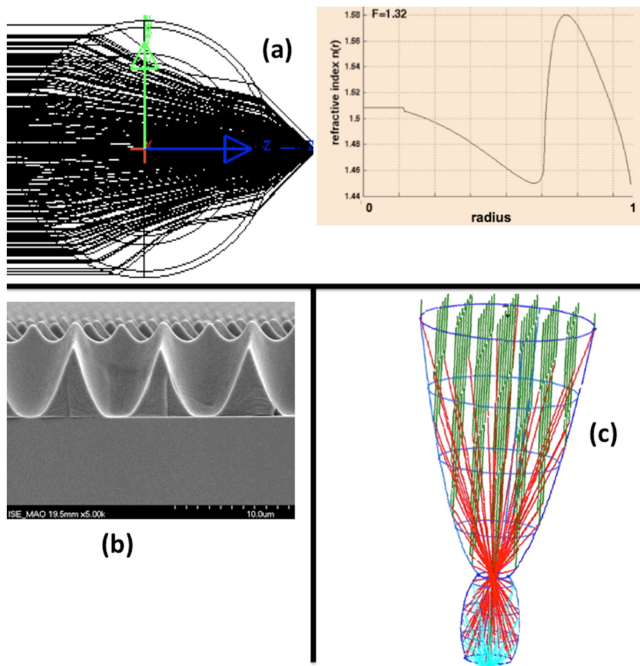 (a)
Z
F=1.32
1.58
1.56
1.54
1.52
1.5
1.48
1.46
1.44
refractive index n(r)
0
1
radius
ISE_MAO 19.5mm x5.00k
10.0um
(b)
(c)